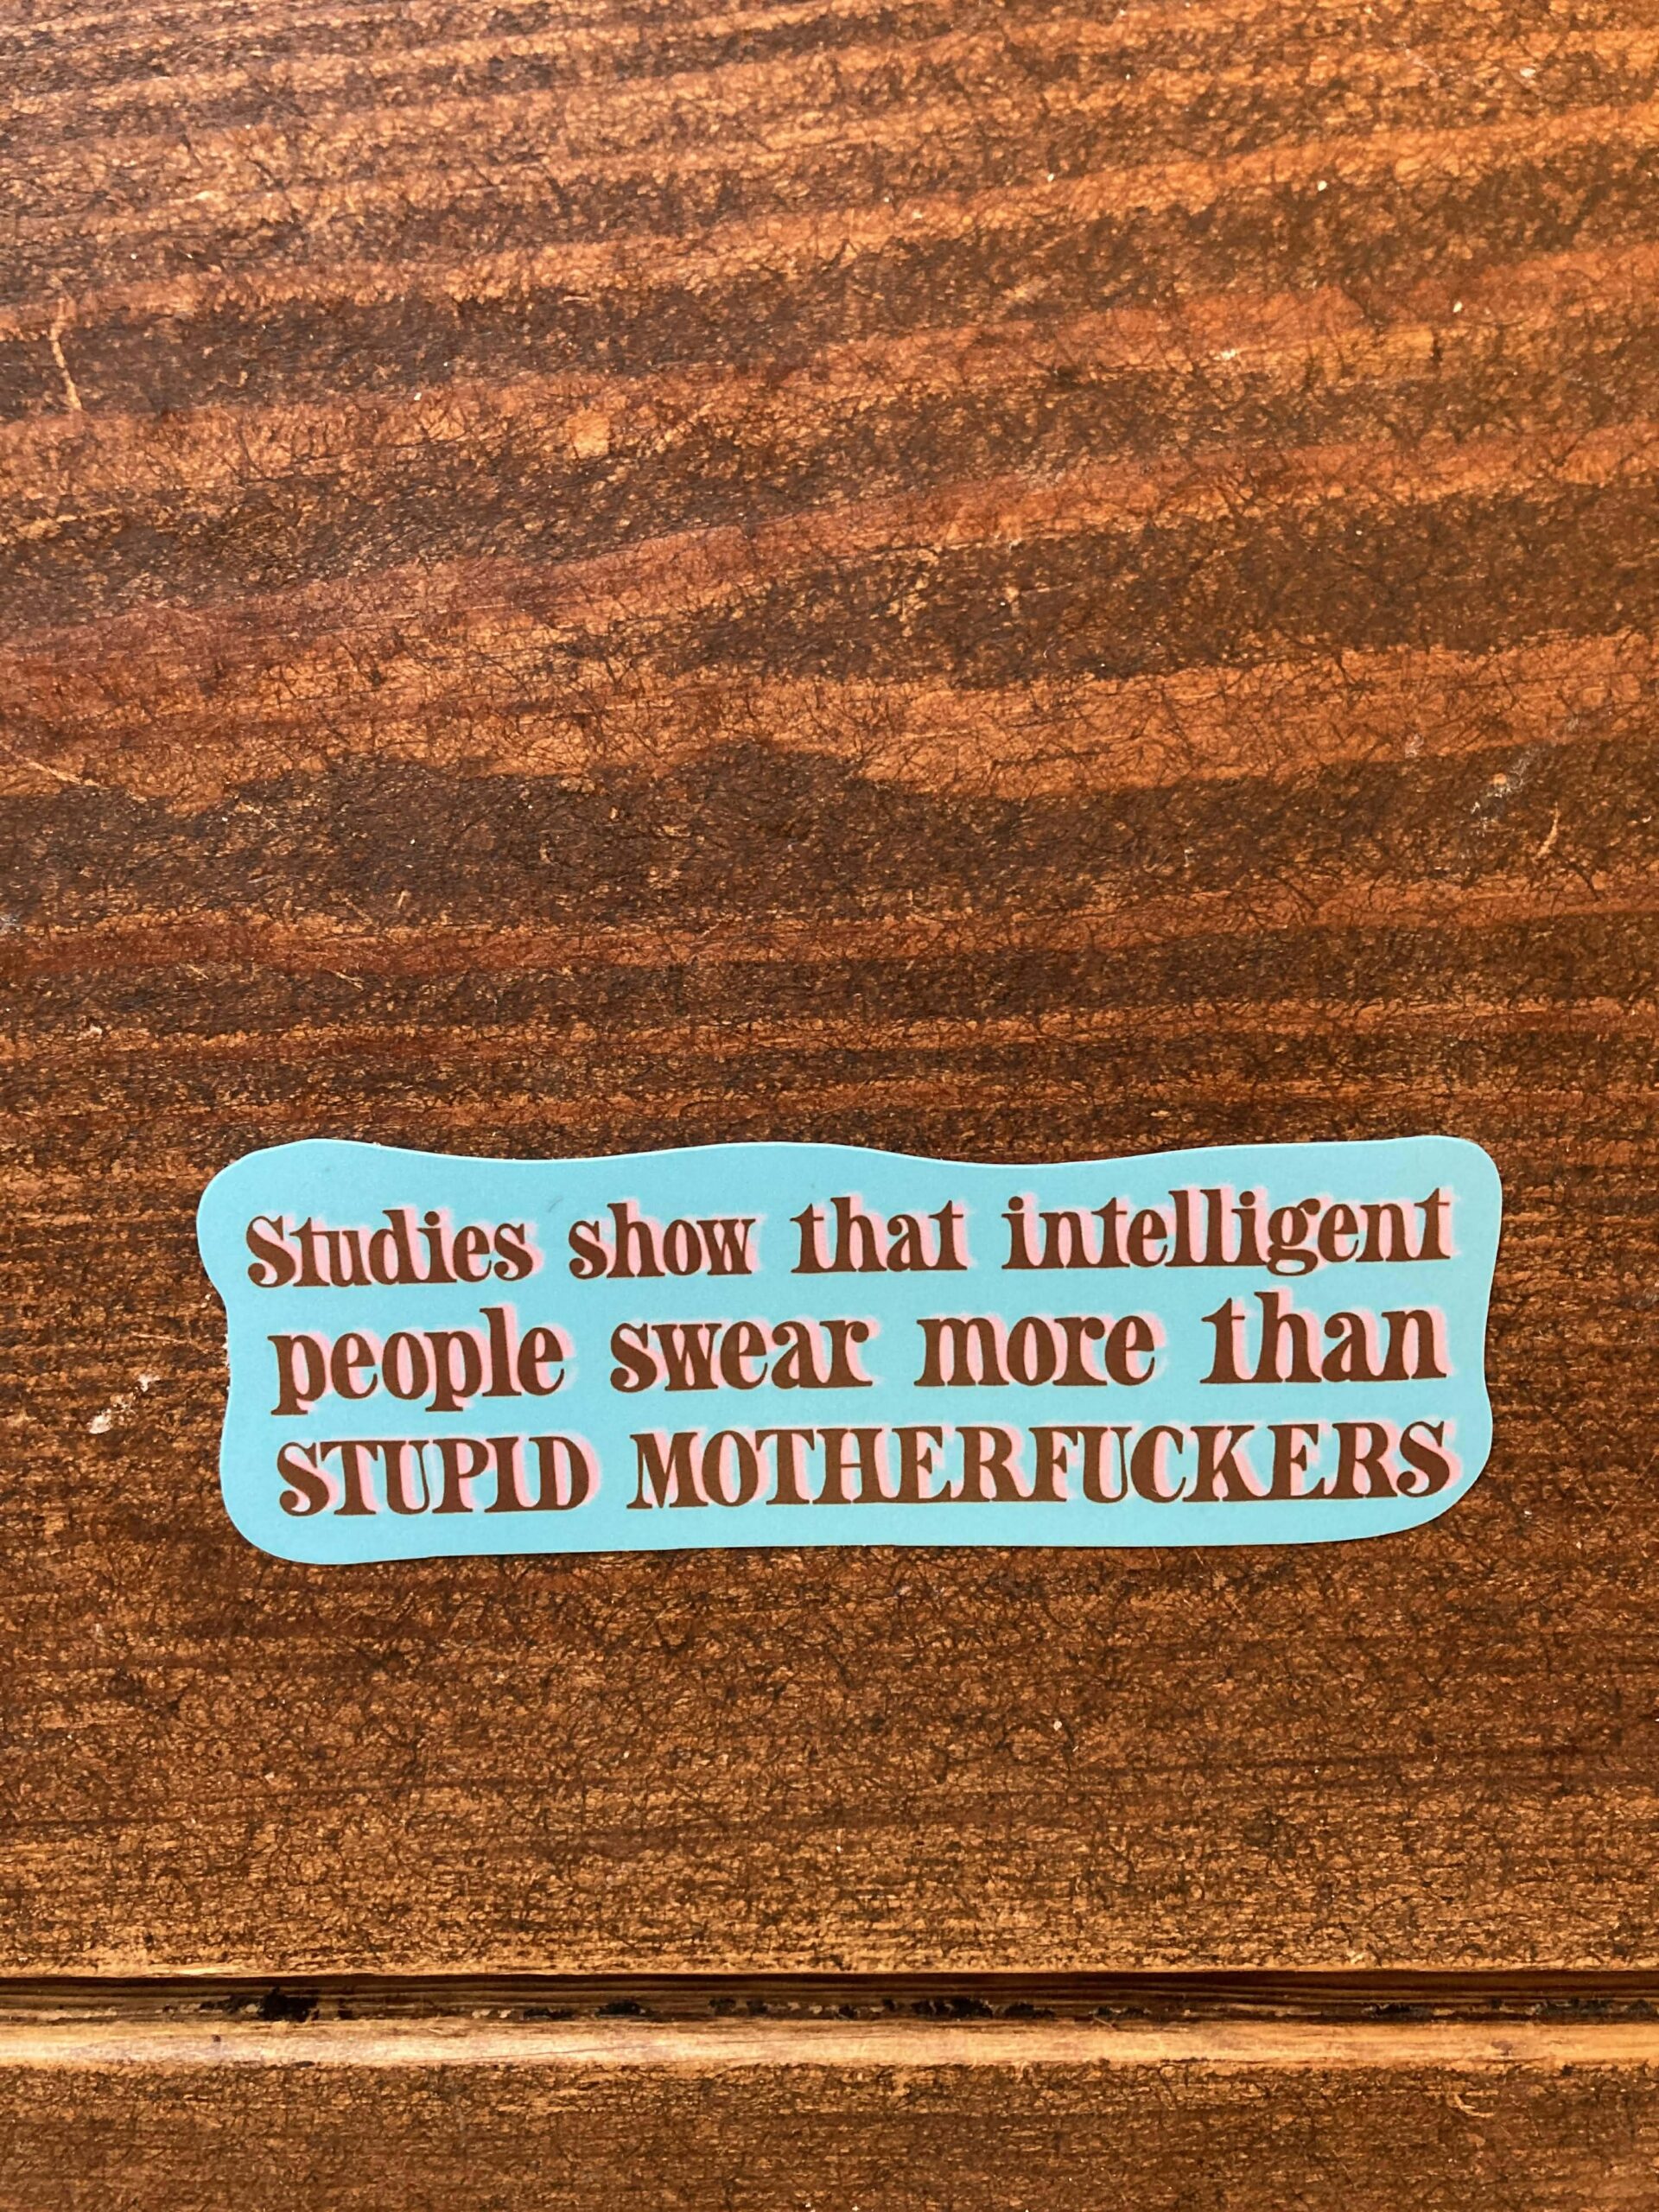 Studies show that intelligent
people swear more than
STUPID MOTHERFUCKERS